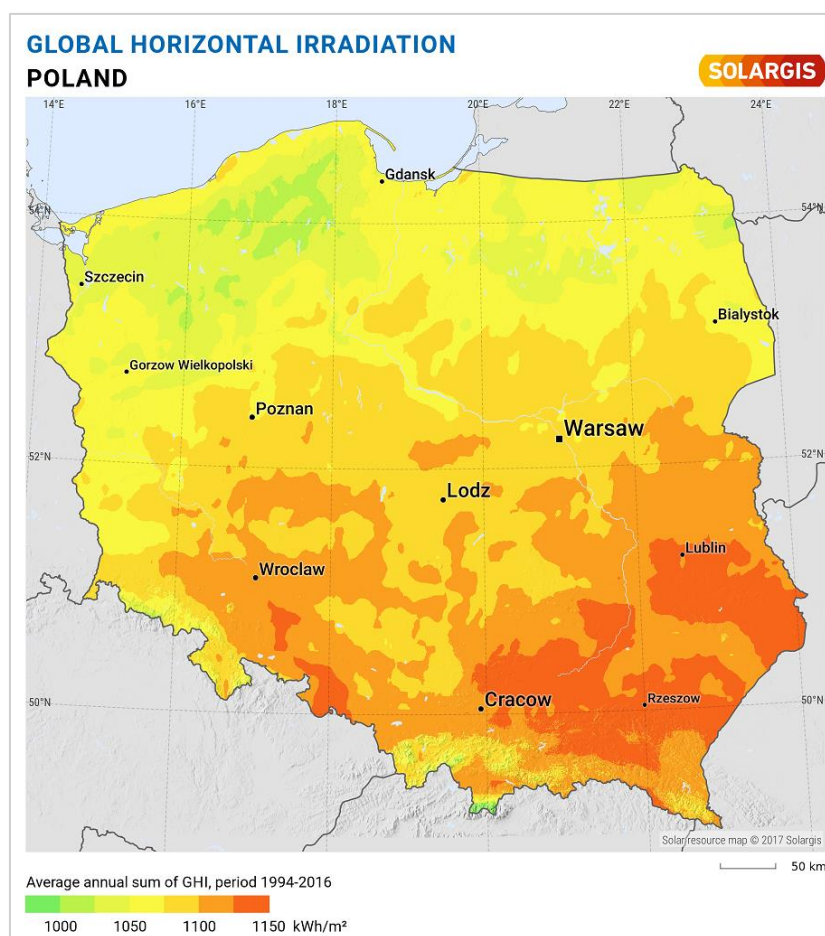 GLOBAL HORIZONTAL IRRADIATION
POLAND
SOLARGIS
14°E 16°E 18°E 20°E 22°E 24°E
Gdansk
54°N 54°N
Szczecin
Bialystok
Gorzow Wielkopolski
Poznan
Warsaw
52°N 52°N
Lodz
Lublin
Wroclaw
50°N 50°N
Cracow
Rzeszow
Solar resource map © 2017 Solargis
50 km
Average annual sum of GHI, period 1994-2016
1000 1050 1100 1150 kWh/m²